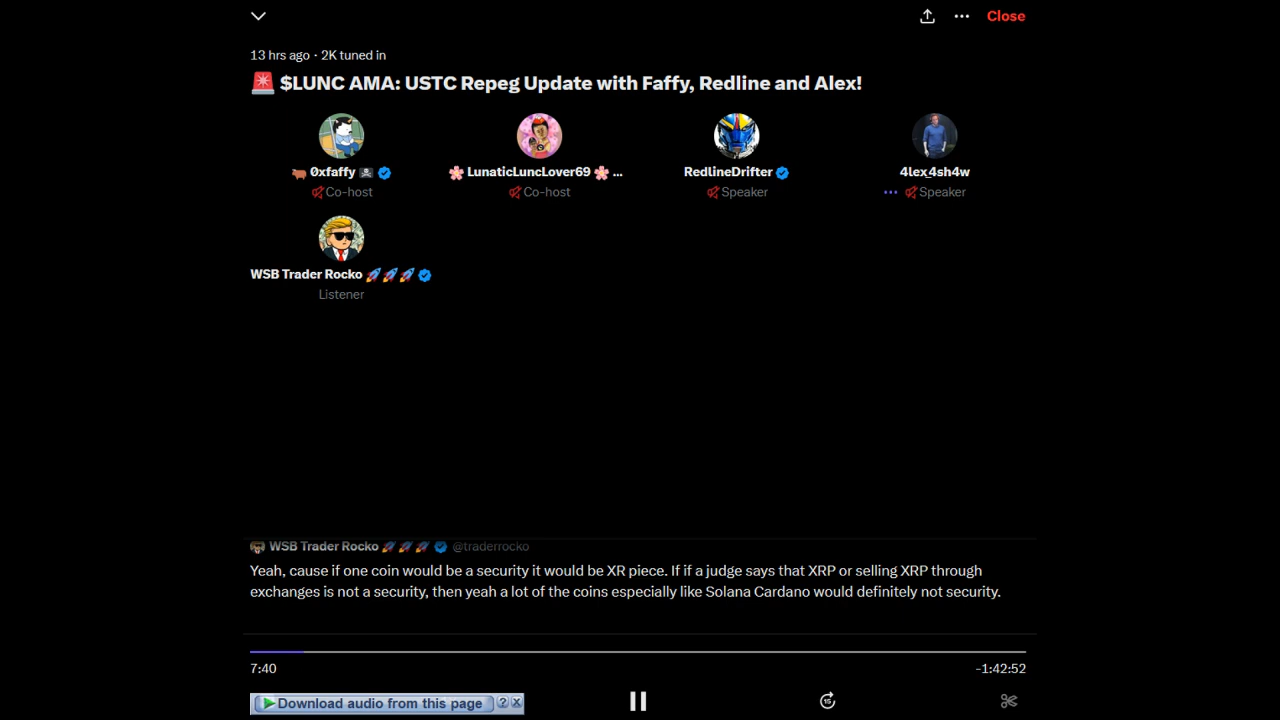 Close
13 hrs ago · 2K tuned in
🚨 $LUNC AMA: USTC Repeg Update with Faffy, Redline and Alex!
🐂 0xfaffy 🏴‍☠️ 🌸 LunaticLuncLover69 🌸 ... RedlineDrifter 4lex_4sh4w
Co-host Co-host Speaker ••• Speaker
WSB Trader Rocko 🚀🚀🚀
Listener
WSB Trader Rocko 🚀🚀🚀 @traderrocko
Yeah, cause if one coin would be a security it would be XR piece. If if a judge says that XRP or selling XRP through
exchanges is not a security, then yeah a lot of the coins especially like Solana Cardano would definitely not security.
7:40 -1:42:52
Download audio from this page ? X 15